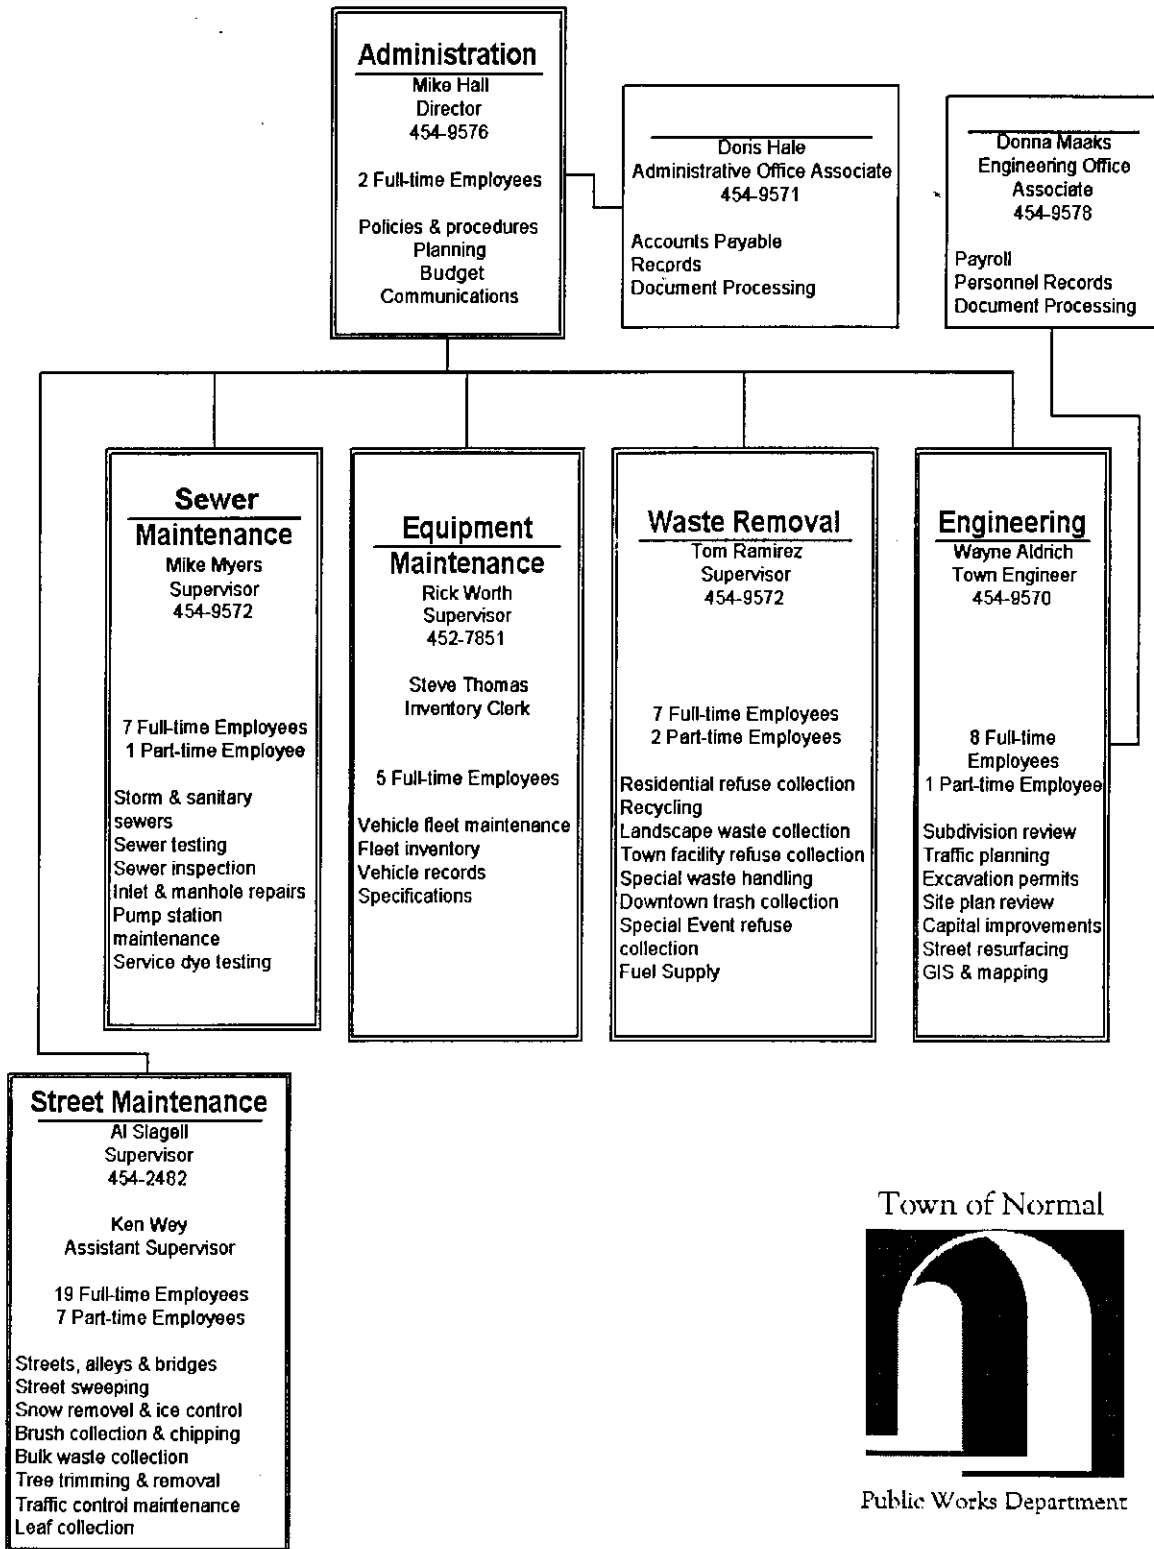 Administration
Mike Hall
Director
454-9576
2 Full-time Employees
Policies & procedures
Planning
Budget
Communications
Doris Hale
Administrative Office Associate
454-9571
Accounts Payable
Records
Document Processing
Donna Maaks
Engineering Office
Associate
454-9578
Payroll
Personnel Records
Document Processing
Sewer
Maintenance
Mike Myers
Supervisor
454-9572
7 Full-time Employees
1 Part-time Employee
Storm & sanitary
sewers
Sewer testing
Sewer inspection
Inlet & manhole repairs
Pump station
maintenance
Service dye testing
Equipment
Maintenance
Rick Worth
Supervisor
452-7851
Steve Thomas
Inventory Clerk
5 Full-time Employees
Vehicle fleet maintenance
Fleet inventory
Vehicle records
Specifications
Waste Removal
Tom Ramirez
Supervisor
454-9572
7 Full-time Employees
2 Part-time Employees
Residential refuse collection
Recycling
Landscape waste collection
Town facility refuse collection
Special waste handling
Downtown trash collection
Special Event refuse
collection
Fuel Supply
Engineering
Wayne Aldrich
Town Engineer
454-9570
8 Full-time
Employees
1 Part-time Employee
Subdivision review
Traffic planning
Excavation permits
Site plan review
Capital improvements
Street resurfacing
GIS & mapping
Street Maintenance
Al Slagell
Supervisor
454-2482
Ken Wey
Assistant Supervisor
19 Full-time Employees
7 Part-time Employees
Streets, alleys & bridges
Street sweeping
Snow removal & ice control
Brush collection & chipping
Bulk waste collection
Tree trimming & removal
Traffic control maintenance
Leaf collection
Town of Normal
Public Works Department